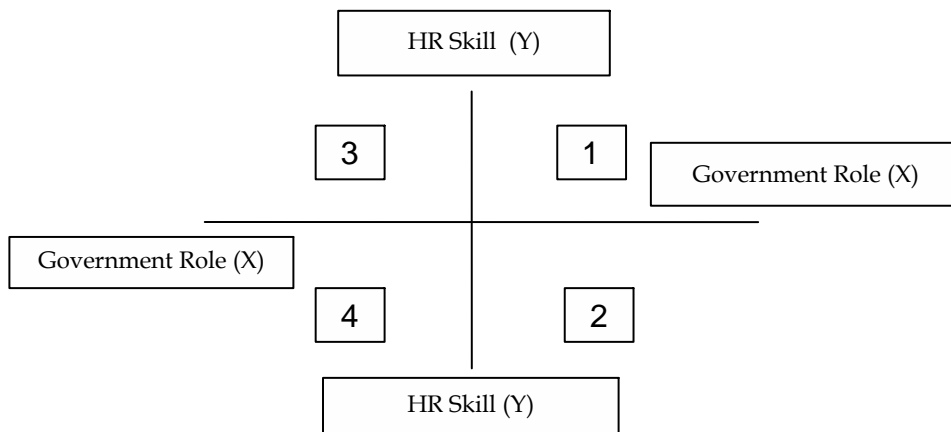 HR Skill (Y)
3
1
Government Role (X)
Government Role (X)
4
2
HR Skill (Y)